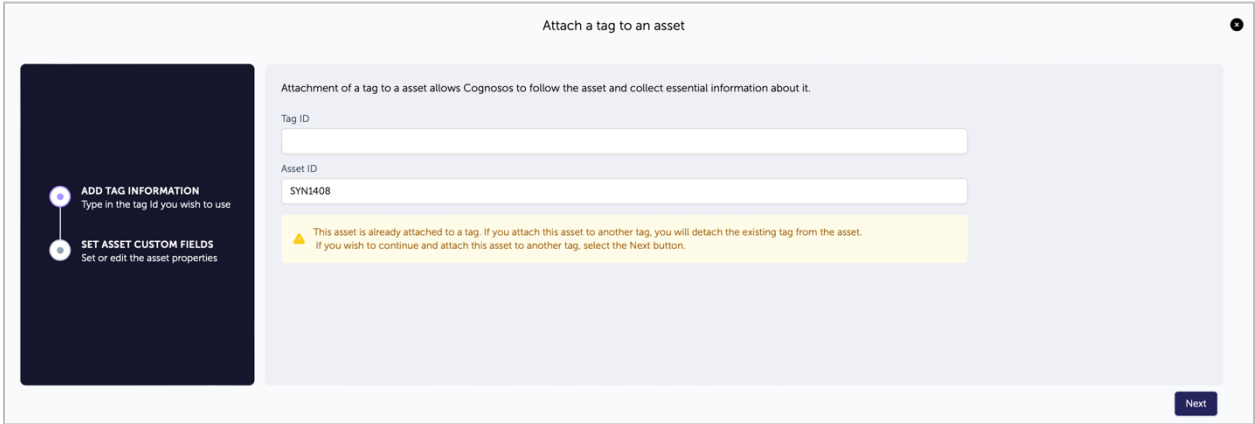 Attach a tag to an asset
ADD TAG INFORMATION
Type in the tag Id you wish to use
SET ASSET CUSTOM FIELDS
Set or edit the asset properties
Attachment of a tag to a asset allows Cognosos to follow the asset and collect essential information about it.
Tag ID
Asset ID
SYN1408
This asset is already attached to a tag. If you attach this asset to another tag, you will detach the existing tag from the asset.
If you wish to continue and attach this asset to another tag, select the Next button.
Next